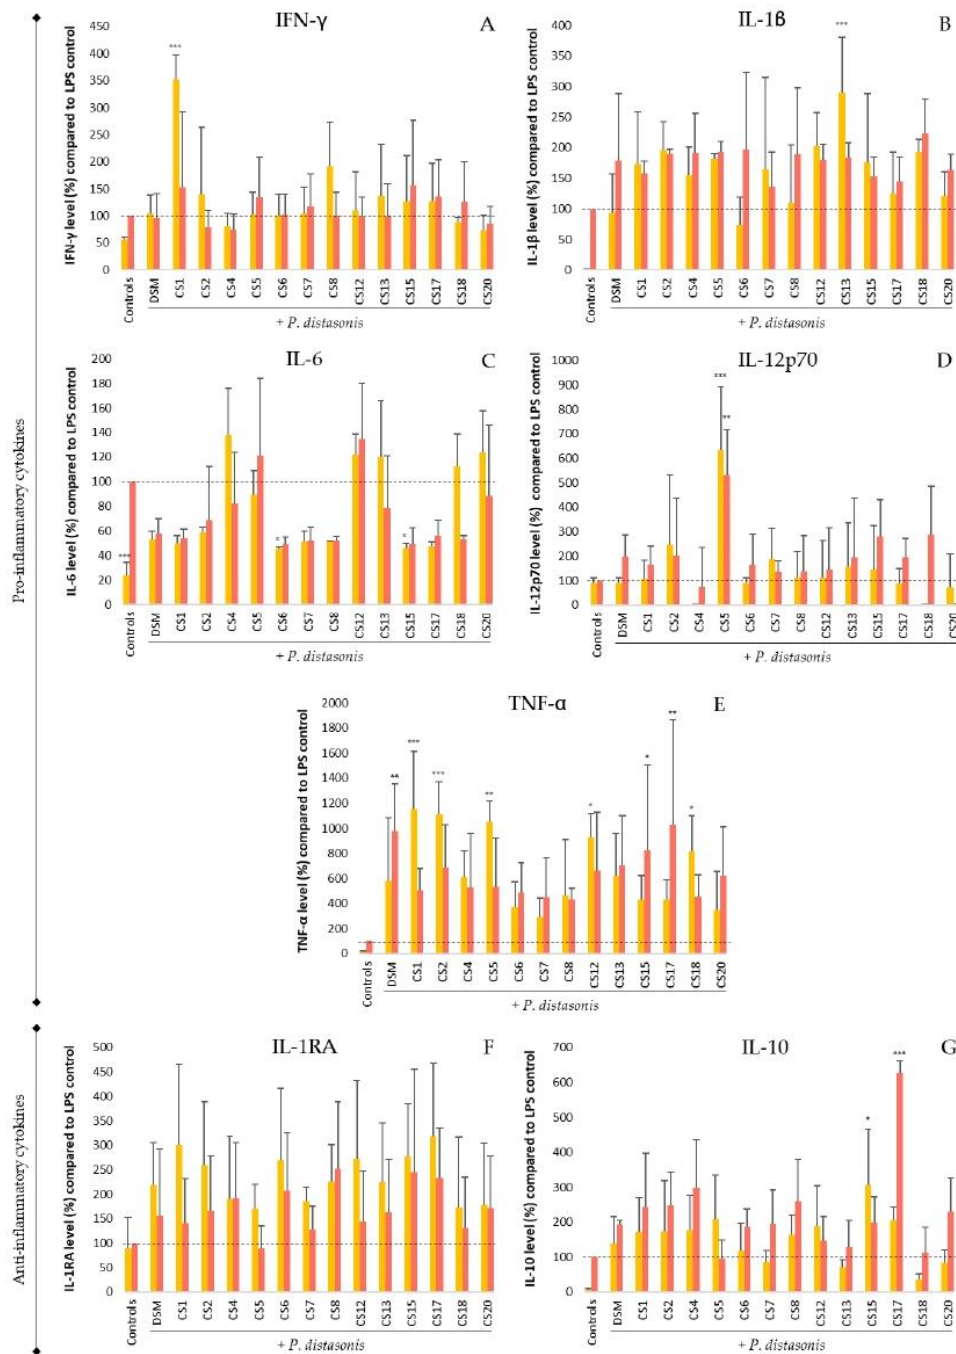 Pro-inflammatory cytokines
IFN-γ
A
IFN-γ level (%) compared to LPS control
450
400
350
300
250
200
150
100
50
0
***
Controls
DSM
CS1
CS2
CS4
CS5
CS6
CS7
CS8
CS12
CS13
CS15
CS17
CS18
CS20
+ P. distasonis
IL-1ß
B
IL-1β level (%) compared to LPS control
400
350
300
250
200
150
100
50
0
***
Controls
DSM
CS1
CS2
CS4
CS5
CS6
CS7
CS8
CS12
CS13
CS15
CS17
CS18
CS20
+ P. distasonis
IL-6
C
IL-6 level (%) compared to LPS control
200
180
160
140
120
100
80
60
40
20
0
***
*
*
Controls
DSM
CS1
CS2
CS4
CS5
CS6
CS7
CS8
CS12
CS13
CS15
CS17
CS18
CS20
+ P. distasonis
IL-12p70
D
IL-12p70 level (%) compared to LPS control
1000
900
800
700
600
500
400
300
200
100
0
***
**
Controls
DSM
CS1
CS2
CS4
CS5
CS6
CS7
CS8
CS12
CS13
CS15
CS17
CS18
CS20
+ P. distasonis
TNF-α
E
TNF-α level (%) compared to LPS control
2000
1800
1600
1400
1200
1000
800
600
400
200
0
**
***
***
**
*
*
**
*
Controls
DSM
CS1
CS2
CS4
CS5
CS6
CS7
CS8
CS12
CS13
CS15
CS17
CS18
CS20
+ P. distasonis
Anti-inflammatory cytokines
IL-1RA
F
IL-1RA level (%) compared to LPS control
500
450
400
350
300
250
200
150
100
50
0
Controls
DSM
CS1
CS2
CS4
CS5
CS6
CS7
CS8
CS12
CS13
CS15
CS17
CS18
CS20
+ P. distasonis
IL-10
G
IL-10 level (%) compared to LPS control
700
600
500
400
300
200
100
0
*
***
Controls
DSM
CS1
CS2
CS4
CS5
CS6
CS7
CS8
CS12
CS13
CS15
CS17
CS18
CS20
+ P. distasonis